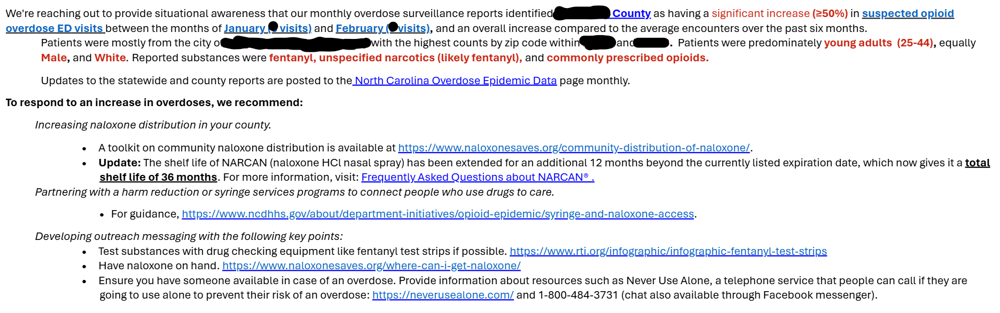 We're reaching out to provide situational awareness that our monthly overdose surveillance reports identified County as having a significant increase (≥50%) in suspected opioid
overdose ED visits between the months of January ( visits) and February ( visits), and an overall increase compared to the average encounters over the past six months.
Patients were mostly from the city of with the highest counts by zip code within and . Patients were predominately young adults (25-44), equally
Male, and White. Reported substances were fentanyl, unspecified narcotics (likely fentanyl), and commonly prescribed opioids.
Updates to the statewide and county reports are posted to the North Carolina Overdose Epidemic Data page monthly.
To respond to an increase in overdoses, we recommend:
Increasing naloxone distribution in your county.
• A toolkit on community naloxone distribution is available at https://www.naloxonesaves.org/community-distribution-of-naloxone/.
• Update: The shelf life of NARCAN (naloxone HCl nasal spray) has been extended for an additional 12 months beyond the currently listed expiration date, which now gives it a total
shelf life of 36 months. For more information, visit: Frequently Asked Questions about NARCAN® .
Partnering with a harm reduction or syringe services programs to connect people who use drugs to care.
• For guidance, https://www.ncdhhs.gov/about/department-initiatives/opioid-epidemic/syringe-and-naloxone-access.
Developing outreach messaging with the following key points:
• Test substances with drug checking equipment like fentanyl test strips if possible. https://www.rti.org/infographic/infographic-fentanyl-test-strips
• Have naloxone on hand. https://www.naloxonesaves.org/where-can-i-get-naloxone/
• Ensure you have someone available in case of an overdose. Provide information about resources such as Never Use Alone, a telephone service that people can call if they are
going to use alone to prevent their risk of an overdose: https://neverusealone.com/ and 1-800-484-3731 (chat also available through Facebook messenger).